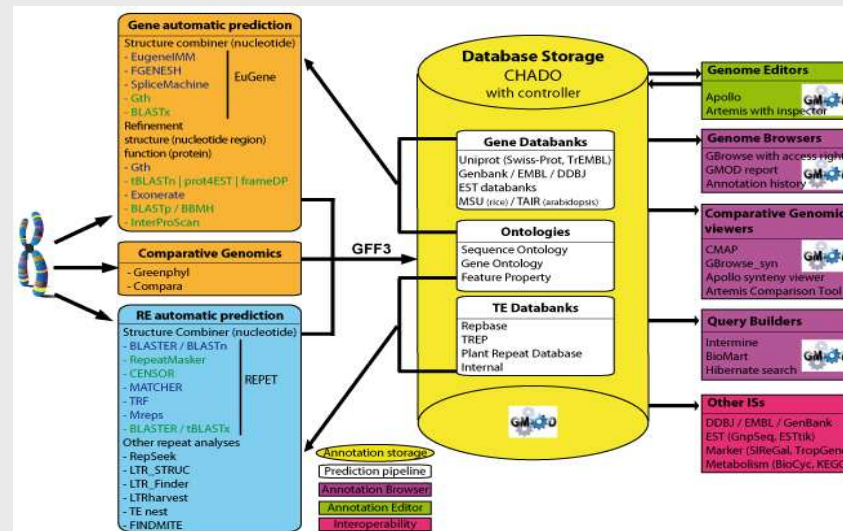 Gene automatic prediction
Structure combiner (nucleotide)
- EugeneIMM
- FGENESH
- SpliceMachine
- Gth
- BLASTx
EuGene
Refinement
structure (nucleotide region)
function (protein)
- Gth
- tBLASTn | prot4EST | frameDP
- Exonerate
- BLASTp / BBMH
- InterProScan
Comparative Genomics
- Greenphyl
- Compara
RE automatic prediction
Structure Combiner (nucleotide)
- BLASTER / BLASTn
- RepeatMasker
- CENSOR
- MATCHER
- TRF
- Mreps
- BLASTER / tBLASTx
REPET
Other repeat analyses
- RepSeek
- LTR_STRUC
- LTR_Finder
- LTRharvest
- TE nest
- FINDMITE
GFF3
Database Storage
CHADO
with controller
Gene Databanks
Uniprot (Swiss-Prot, TrEMBL)
Genbank / EMBL / DDBJ
EST databanks
MSU (rice) / TAIR (arabidopsis)
Ontologies
Sequence Ontology
Gene Ontology
Feature Property
TE Databanks
Repbase
TREP
Plant Repeat Database
Internal
GMOD
Annotation storage
Prediction pipeline
Annotation Browser
Annotation Editor
Interoperability
Genome Editors
Apollo
Artemis with inspector
GMOD
Genome Browsers
GBrowse with access right
GMOD report
Annotation history
GMOD
Comparative Genomic
viewers
CMAP
GBrowse_syn
Apollo synteny viewer
Artemis Comparison Tool
GMOD
Query Builders
Intermine
BioMart
Hibernate search
GMOD
Other ISs
DDBJ / EMBL / GenBank
EST (GnpSeq, ESTtik)
Marker (SIReGal, TropGene
Metabolism (BioCyc, KEGG